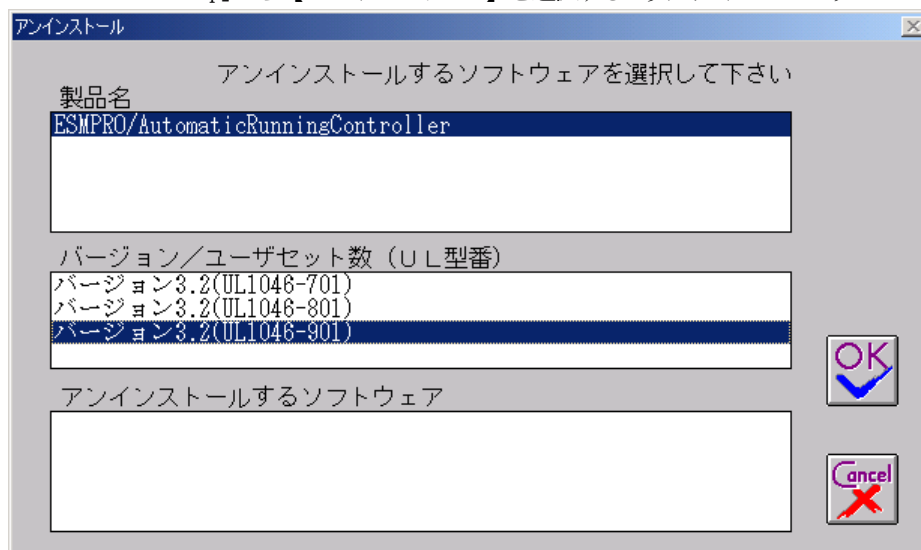 アンインストール
アンインストールするソフトウェアを選択して下さい
製品名
ESMPRO/AutomaticRunningController
バージョン／ユーザセット数（ＵＬ型番）
バージョン3.2(UL1046-701)
バージョン3.2(UL1046-801)
バージョン3.2(UL1046-901)
OK
アンインストールするソフトウェア
Cancel